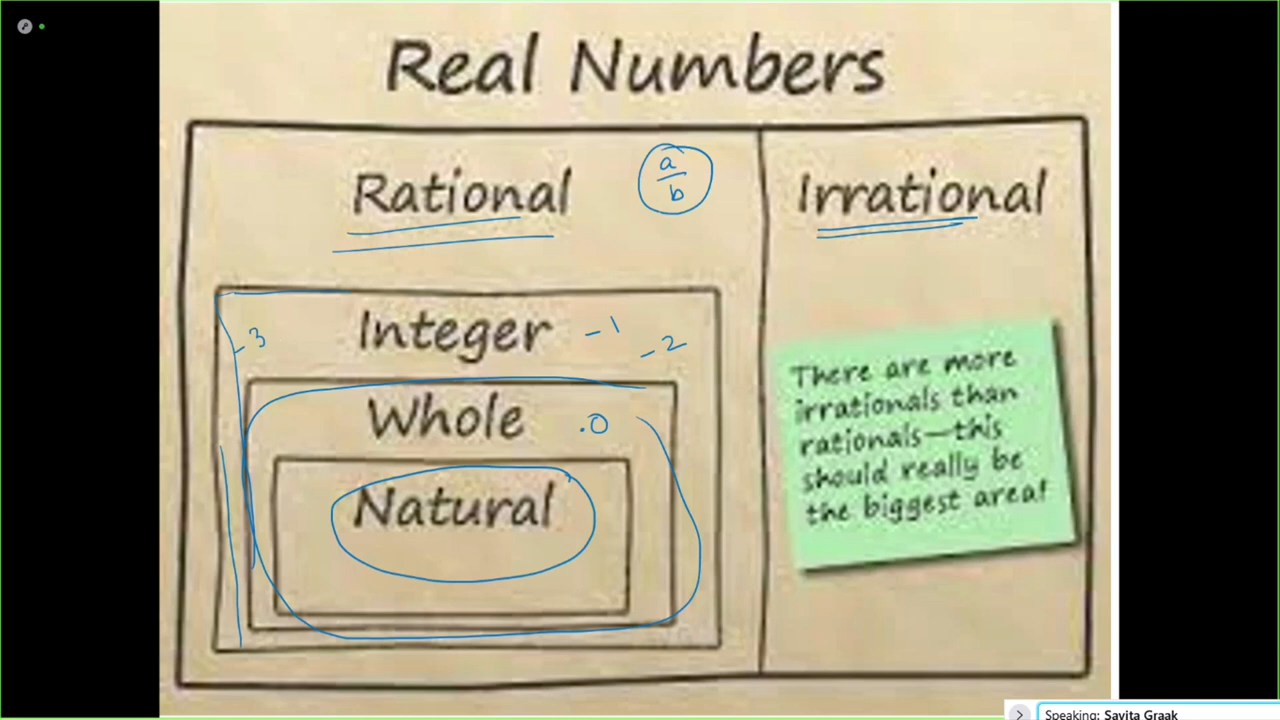 Real Numbers
Rational
a
b
Irrational
Integer
-1
-2
-3
Whole
.0
Natural
There are more
irrationals than
rationals—this
should really be
the biggest area!
Speaking: Savita Graak